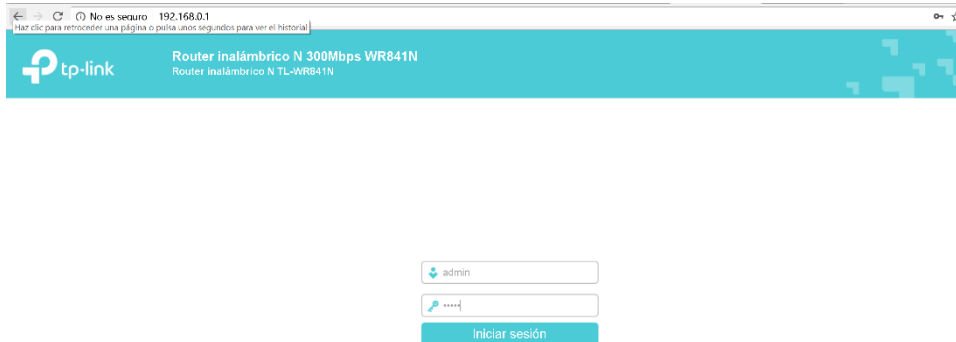 No es seguro 192.168.0.1
Haz clic para retroceder una página o pulsa unos segundos para ver el historial
tp-link
Router inalámbrico N 300Mbps WR841N
Router inalámbrico N TL-WR841N
admin
•••••
Iniciar sesión